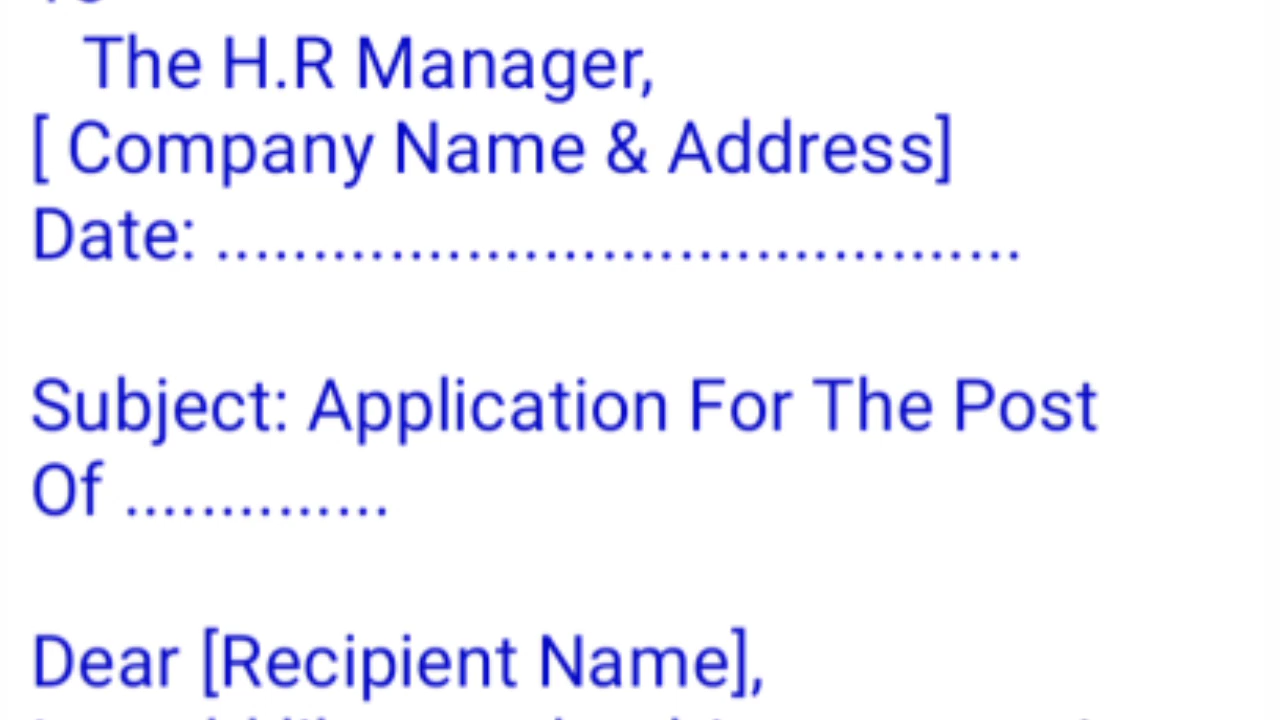 The H.R Manager,
[ Company Name & Address]
Date: ..........................................
Subject: Application For The Post
Of ..............
Dear [Recipient Name],